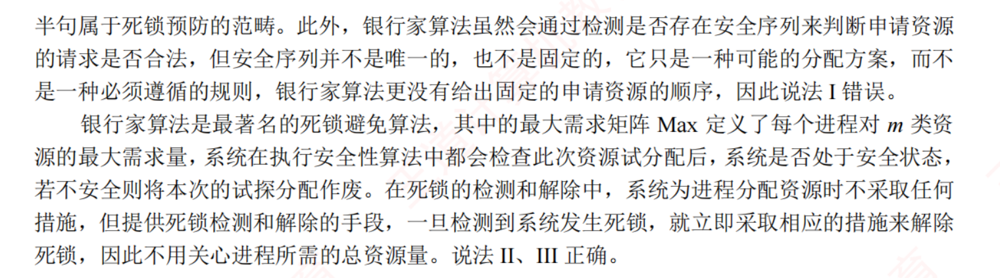 半句属于死锁预防的范畴。此外，银行家算法虽然会通过检测是否存在安全序列来判断申请资源
的请求是否合法，但安全序列并不是唯一的，也不是固定的，它只是一种可能的分配方案，而不
是一种必须遵循的规则，银行家算法更没有给出固定的申请资源的顺序，因此说法 I 错误。
银行家算法是最著名的死锁避免算法，其中的最大需求矩阵 Max 定义了每个进程对 m 类资
源的最大需求量，系统在执行安全性算法中都会检查此次资源试分配后，系统是否处于安全状态，
若不安全则将本次的试探分配作废。在死锁的检测和解除中，系统为进程分配资源时不采取任何
措施，但提供死锁检测和解除的手段，一旦检测到系统发生死锁，就立即采取相应的措施来解除
死锁，因此不用关心进程所需的总资源量。说法 II、III 正确。